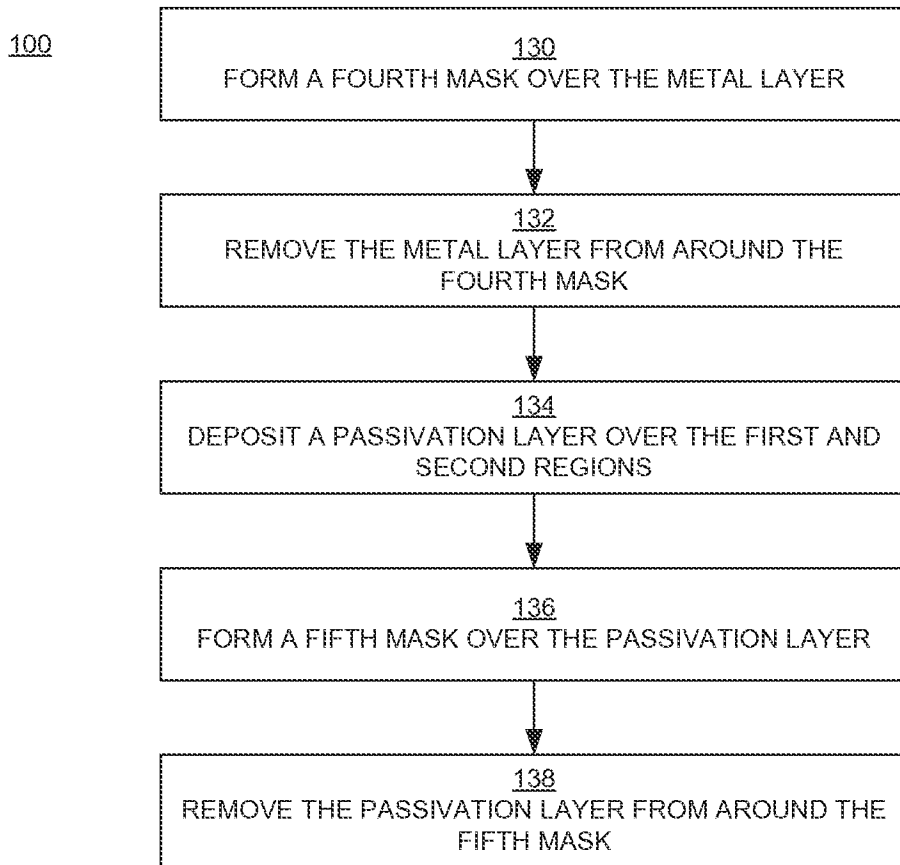 100
130
FORM A FOURTH MASK OVER THE METAL LAYER
132
REMOVE THE METAL LAYER FROM AROUND THE
FOURTH MASK
134
DEPOSIT A PASSIVATION LAYER OVER THE FIRST AND
SECOND REGIONS
136
FORM A FIFTH MASK OVER THE PASSIVATION LAYER
138
REMOVE THE PASSIVATION LAYER FROM AROUND THE
FIFTH MASK